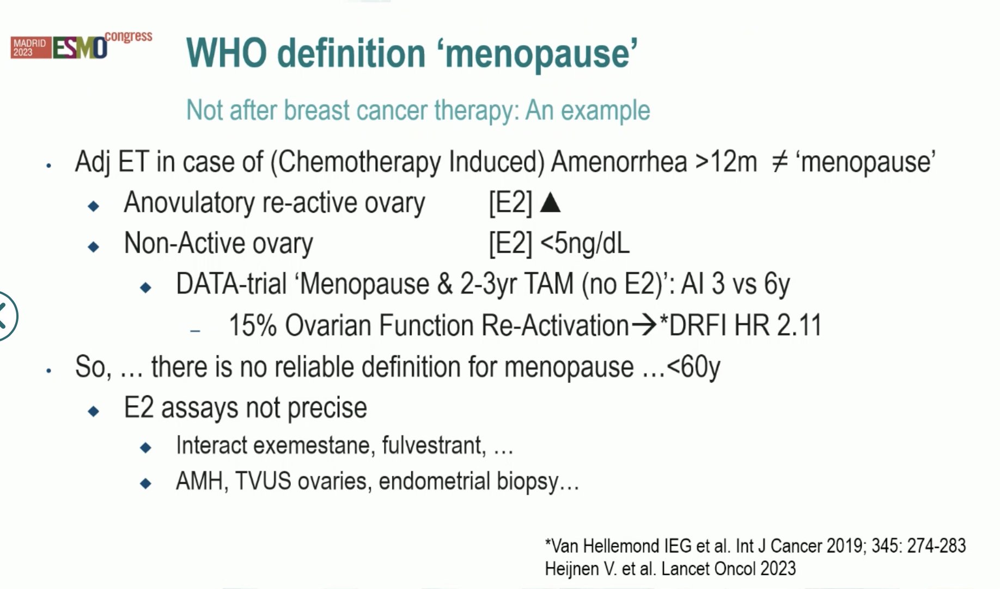 MADRID
2023
ESMO congress
WHO definition ‘menopause’
Not after breast cancer therapy: An example
• Adj ET in case of (Chemotherapy Induced) Amenorrhea >12m ≠ ‘menopause’
◆ Anovulatory re-active ovary [E2] ▲
◆ Non-Active ovary [E2] <5ng/dL
◆ DATA-trial ‘Menopause & 2-3yr TAM (no E2)’: AI 3 vs 6y
– 15% Ovarian Function Re-Activation→*DRFI HR 2.11
• So, … there is no reliable definition for menopause …<60y
◆ E2 assays not precise
◆ Interact exemestane, fulvestrant, …
◆ AMH, TVUS ovaries, endometrial biopsy…
*Van Hellemond IEG et al. Int J Cancer 2019; 345: 274-283
Heijnen V. et al. Lancet Oncol 2023